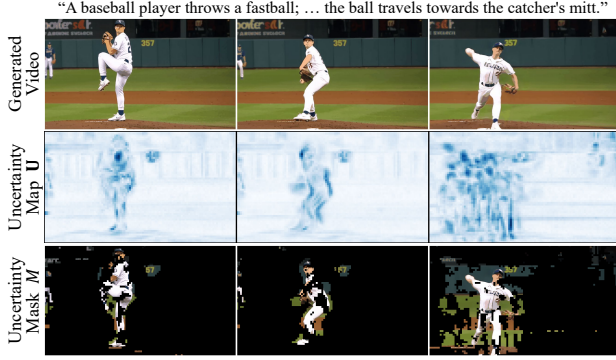 “A baseball player throws a fastball; … the ball travels towards the catcher's mitt.”
Generated
Video
357
357
Uncertainty
Map U
Uncertainty
Mask M